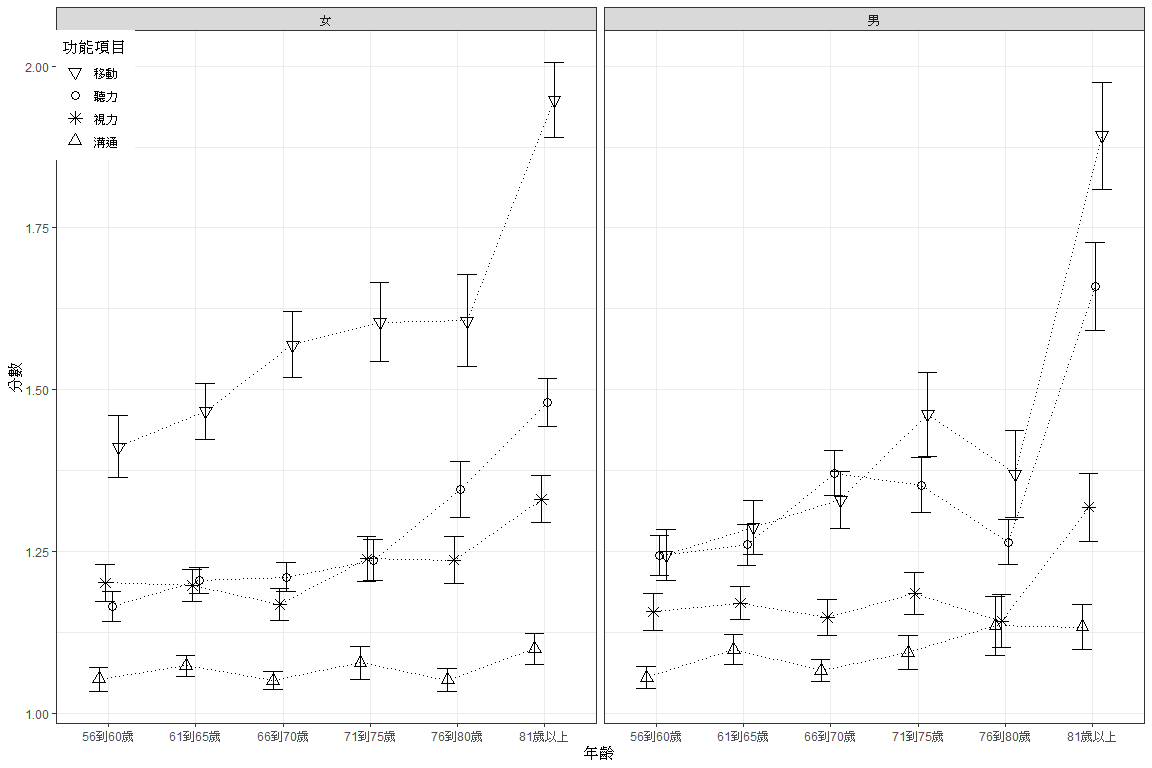 女
男
功能項目
移動
聽力
視力
溝通
2.00
1.75
1.50
1.25
1.00
分數
56到60歲
61到65歲
66到70歲
71到75歲
76到80歲
81歲以上
56到60歲
61到65歲
66到70歲
71到75歲
76到80歲
81歲以上
年齡